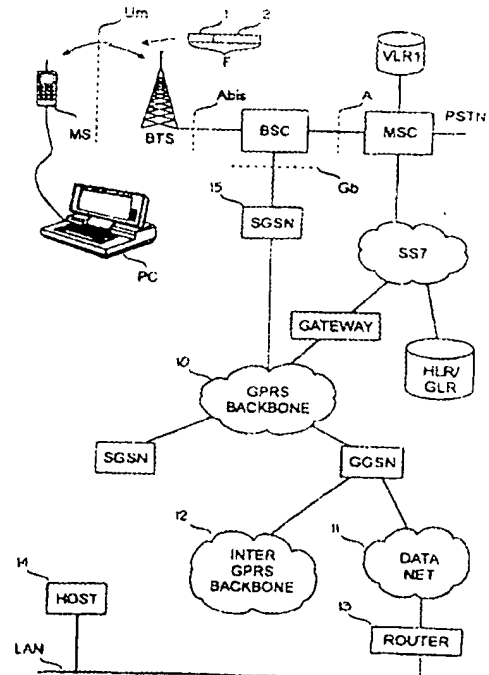 Um
1
2
F
VLR1
MS
BTS
Abis
BSC
A
MSC
PSTN
15
SGSN
Gb
PC
SS7
GATEWAY
HLR/
GLR
10
GPRS
BACKBONE
SGSN
GGSN
12
INTER
GPRS
BACKBONE
11
DATA
NET
14
HOST
13
ROUTER
LAN